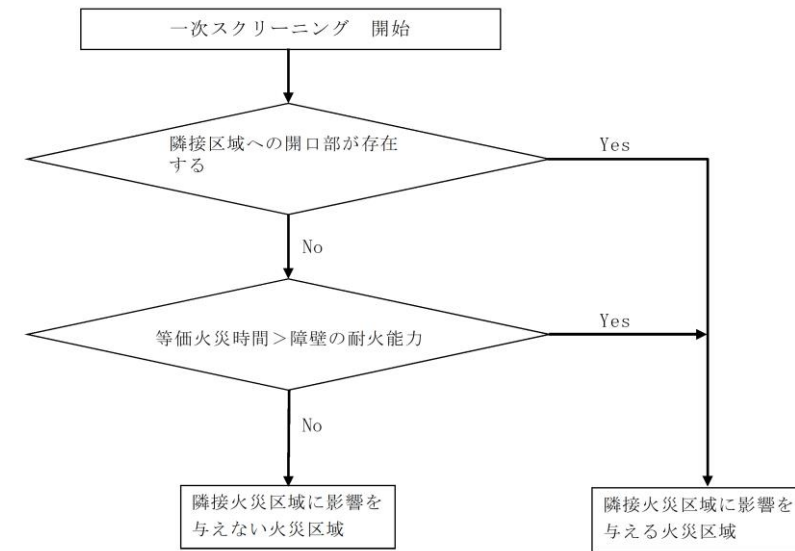 一次スクリーニング　開始
隣接区域への開口部が存在
する
Yes
No
等価火災時間＞障壁の耐火能力
Yes
No
隣接火災区域に影響を
与えない火災区域
隣接火災区域に影響を
与える火災区域